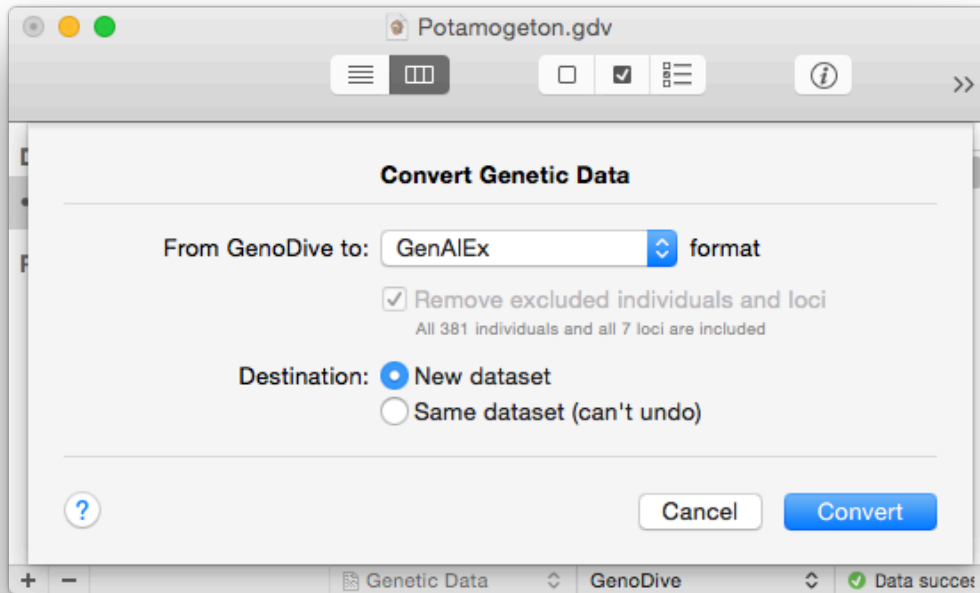 Potamogeton.gdv
Convert Genetic Data
From GenoDive to: GenAlEx format
Remove excluded individuals and loci
All 381 individuals and all 7 loci are included
Destination: New dataset
Same dataset (can't undo)
? Cancel Convert
+ − Genetic Data GenoDive Data